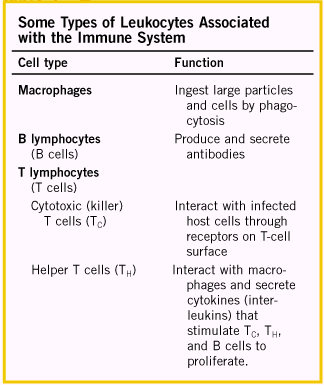 Some Types of Leukocytes Associated
with the Immune System
Cell type Function
Macrophages Ingest large particles
and cells by phago-
cytosis
B lymphocytes Produce and secrete
(B cells) antibodies
T lymphocytes
(T cells)
Cytotoxic (killer) Interact with infected
T cells (T_C) host cells through
receptors on T-cell
surface
Helper T cells (T_H) Interact with macro-
phages and secrete
cytokines (inter-
leukins) that
stimulate T_C, T_H,
and B cells to
proliferate.